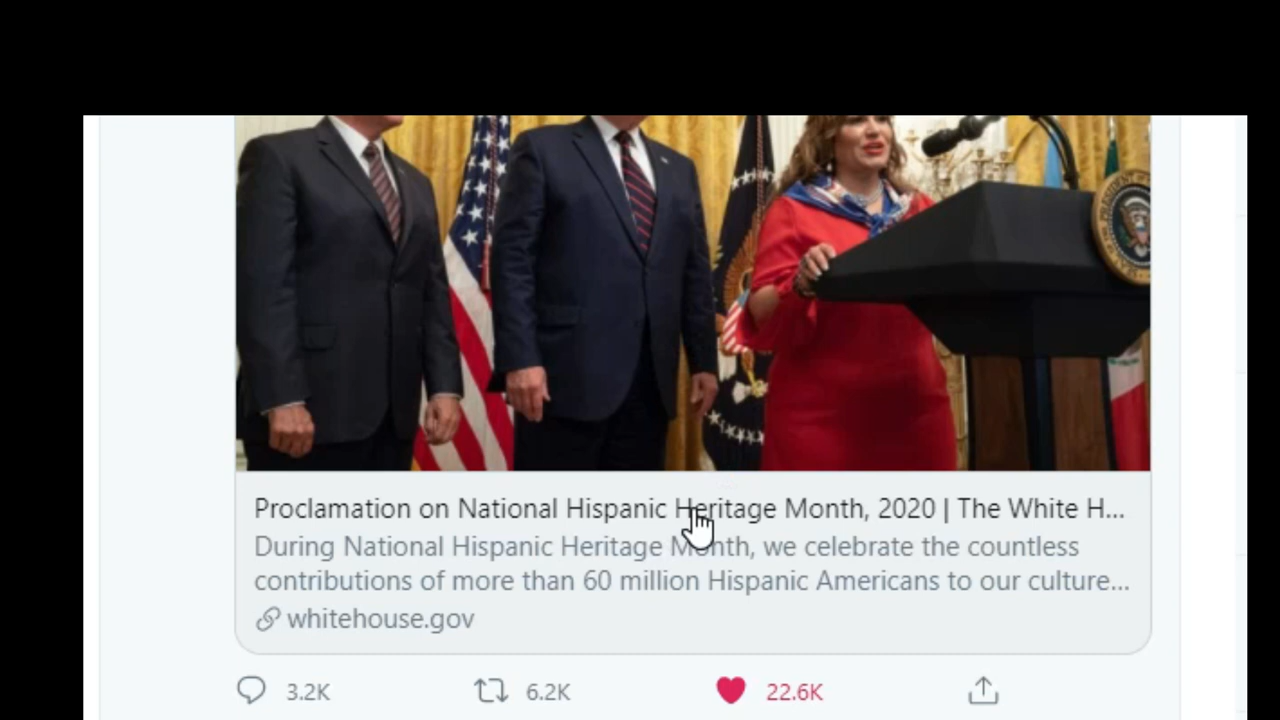 Proclamation on National Hispanic Heritage Month, 2020 | The White H...
During National Hispanic Heritage Month, we celebrate the countless
contributions of more than 60 million Hispanic Americans to our culture...
whitehouse.gov
3.2K 6.2K 22.6K